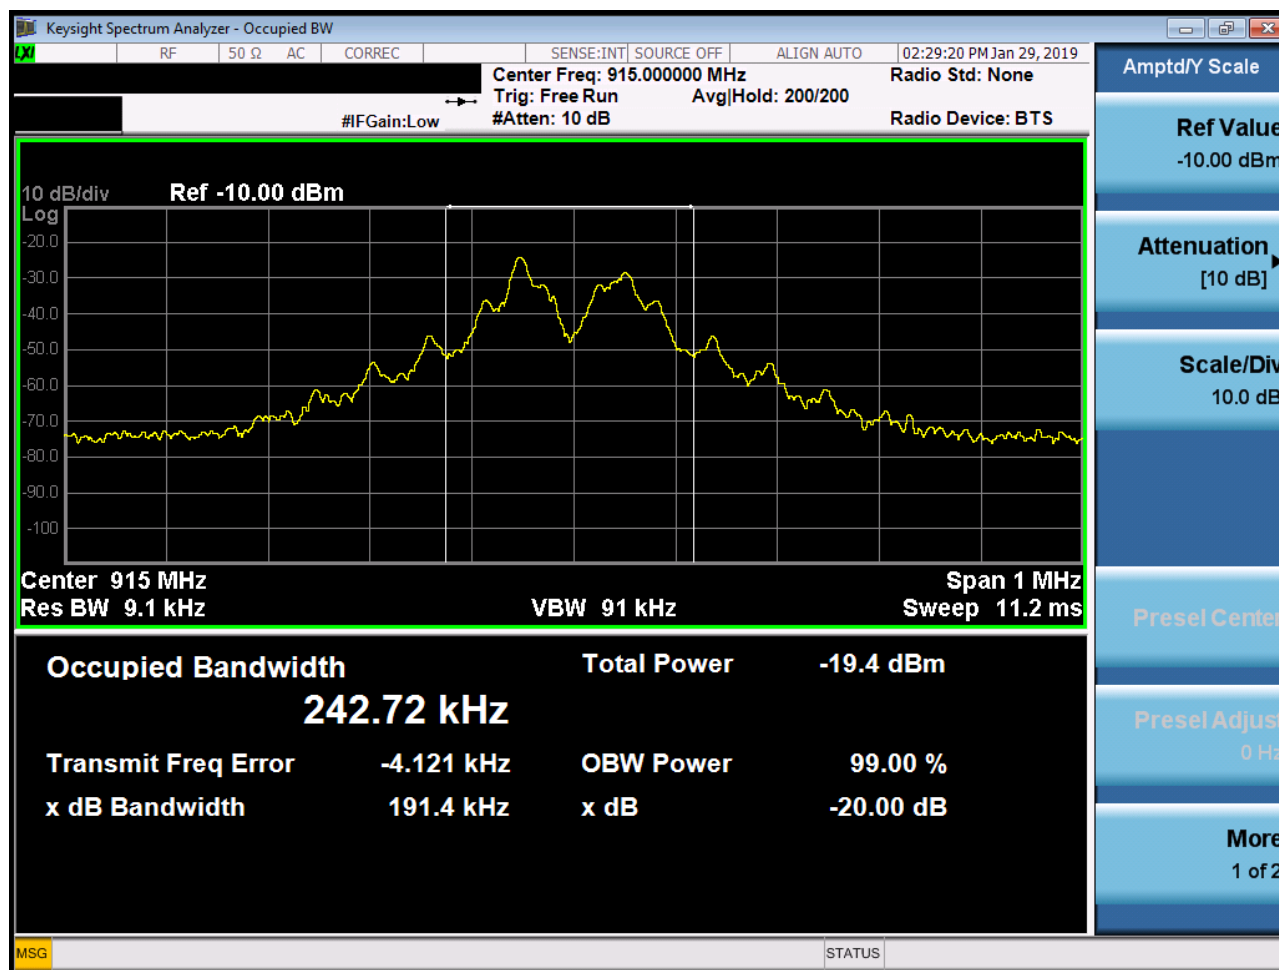 Keysight Spectrum Analyzer - Occupied BW
LXI RF 50 Ω AC CORREC SENSE:INT SOURCE OFF ALIGN AUTO 02:29:20 PM Jan 29, 2019
Center Freq: 915.000000 MHz Radio Std: None
Trig: Free Run Avg|Hold: 200/200
#IFGain:Low #Atten: 10 dB Radio Device: BTS
10 dB/div Ref -10.00 dBm
Log
-20.0
-30.0
-40.0
-50.0
-60.0
-70.0
-80.0
-90.0
-100
Center 915 MHz Span 1 MHz
Res BW 9.1 kHz VBW 91 kHz Sweep 11.2 ms
Occupied Bandwidth Total Power -19.4 dBm
242.72 kHz
Transmit Freq Error -4.121 kHz OBW Power 99.00 %
x dB Bandwidth 191.4 kHz x dB -20.00 dB
Amptd/Y Scale
Ref Value
-10.00 dBm
Attenuation
[10 dB]
Scale/Div
10.0 dB
Presel Center
Presel Adjust
0 Hz
More
1 of 2
MSG STATUS